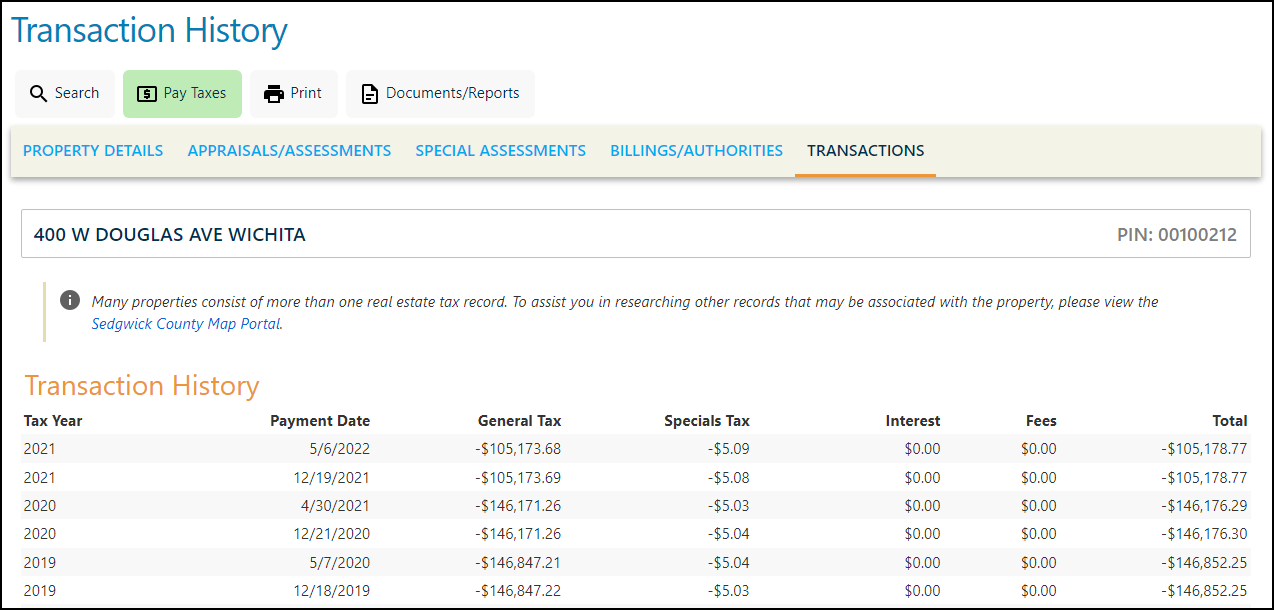 Transaction History
Search Pay Taxes Print Documents/Reports
PROPERTY DETAILS APPRAISALS/ASSESSMENTS SPECIAL ASSESSMENTS BILLINGS/AUTHORITIES TRANSACTIONS
400 W DOUGLAS AVE WICHITA PIN: 00100212
Many properties consist of more than one real estate tax record. To assist you in researching other records that may be associated with the property, please view the
Sedgwick County Map Portal.
Transaction History
Tax Year Payment Date General Tax Specials Tax Interest Fees Total
2021 5/6/2022 -$105,173.68 -$5.09 $0.00 $0.00 -$105,178.77
2021 12/19/2021 -$105,173.69 -$5.08 $0.00 $0.00 -$105,178.77
2020 4/30/2021 -$146,171.26 -$5.03 $0.00 $0.00 -$146,176.29
2020 12/21/2020 -$146,171.26 -$5.04 $0.00 $0.00 -$146,176.30
2019 5/7/2020 -$146,847.21 -$5.04 $0.00 $0.00 -$146,852.25
2019 12/18/2019 -$146,847.22 -$5.03 $0.00 $0.00 -$146,852.25